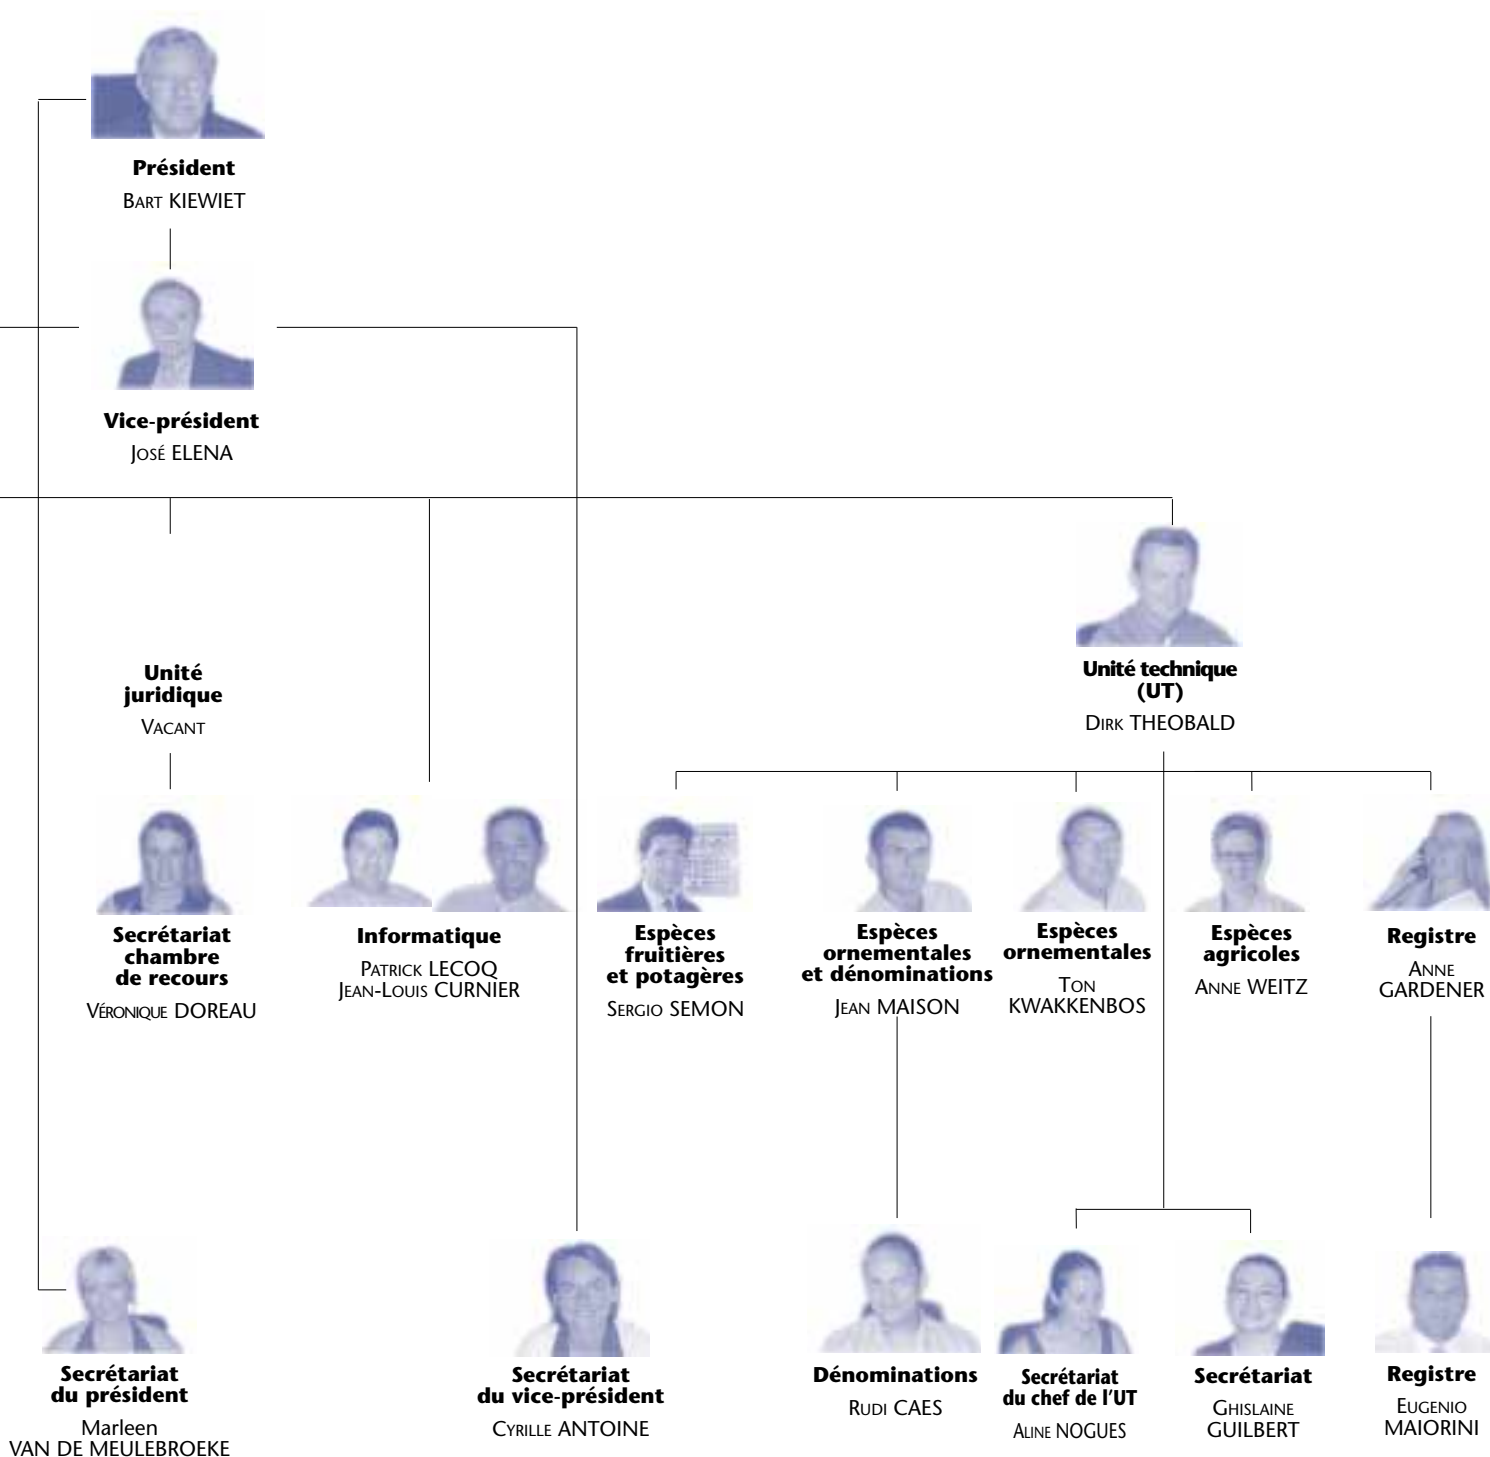 Président
BART KIEWIET
Vice-président
JOSÉ ELENA
Unité
juridique
VACANT
Unité technique
(UT)
DIRK THEOBALD
Secrétariat
chambre
de recours
VÉRONIQUE DOREAU
Informatique
PATRICK LECOQ
JEAN-LOUIS CURNIER
Espèces
fruitières
et potagères
SERGIO SEMON
Espèces
ornementales
et dénominations
JEAN MAISON
Espèces
ornementales
TON
KWAKKENBOS
Espèces
agricoles
ANNE WEITZ
Registre
ANNE
GARDENER
Secrétariat
du président
Marleen
VAN DE MEULEBROEKE
Secrétariat
du vice-président
CYRILLE ANTOINE
Dénominations
RUDI CAES
Secrétariat
du chef de l'UT
ALINE NOGUES
Secrétariat
GHISLAINE
GUILBERT
Registre
EUGENIO
MAIORINI